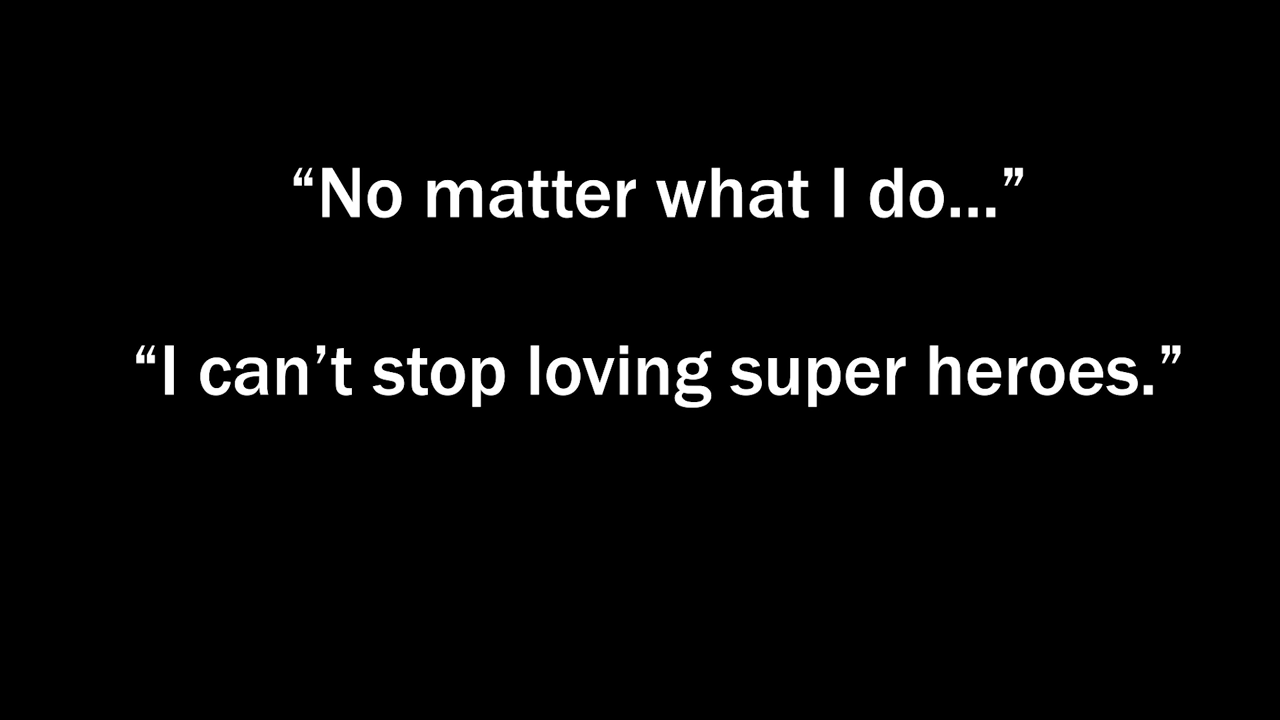 “No matter what I do...”
“I can’t stop loving super heroes.”